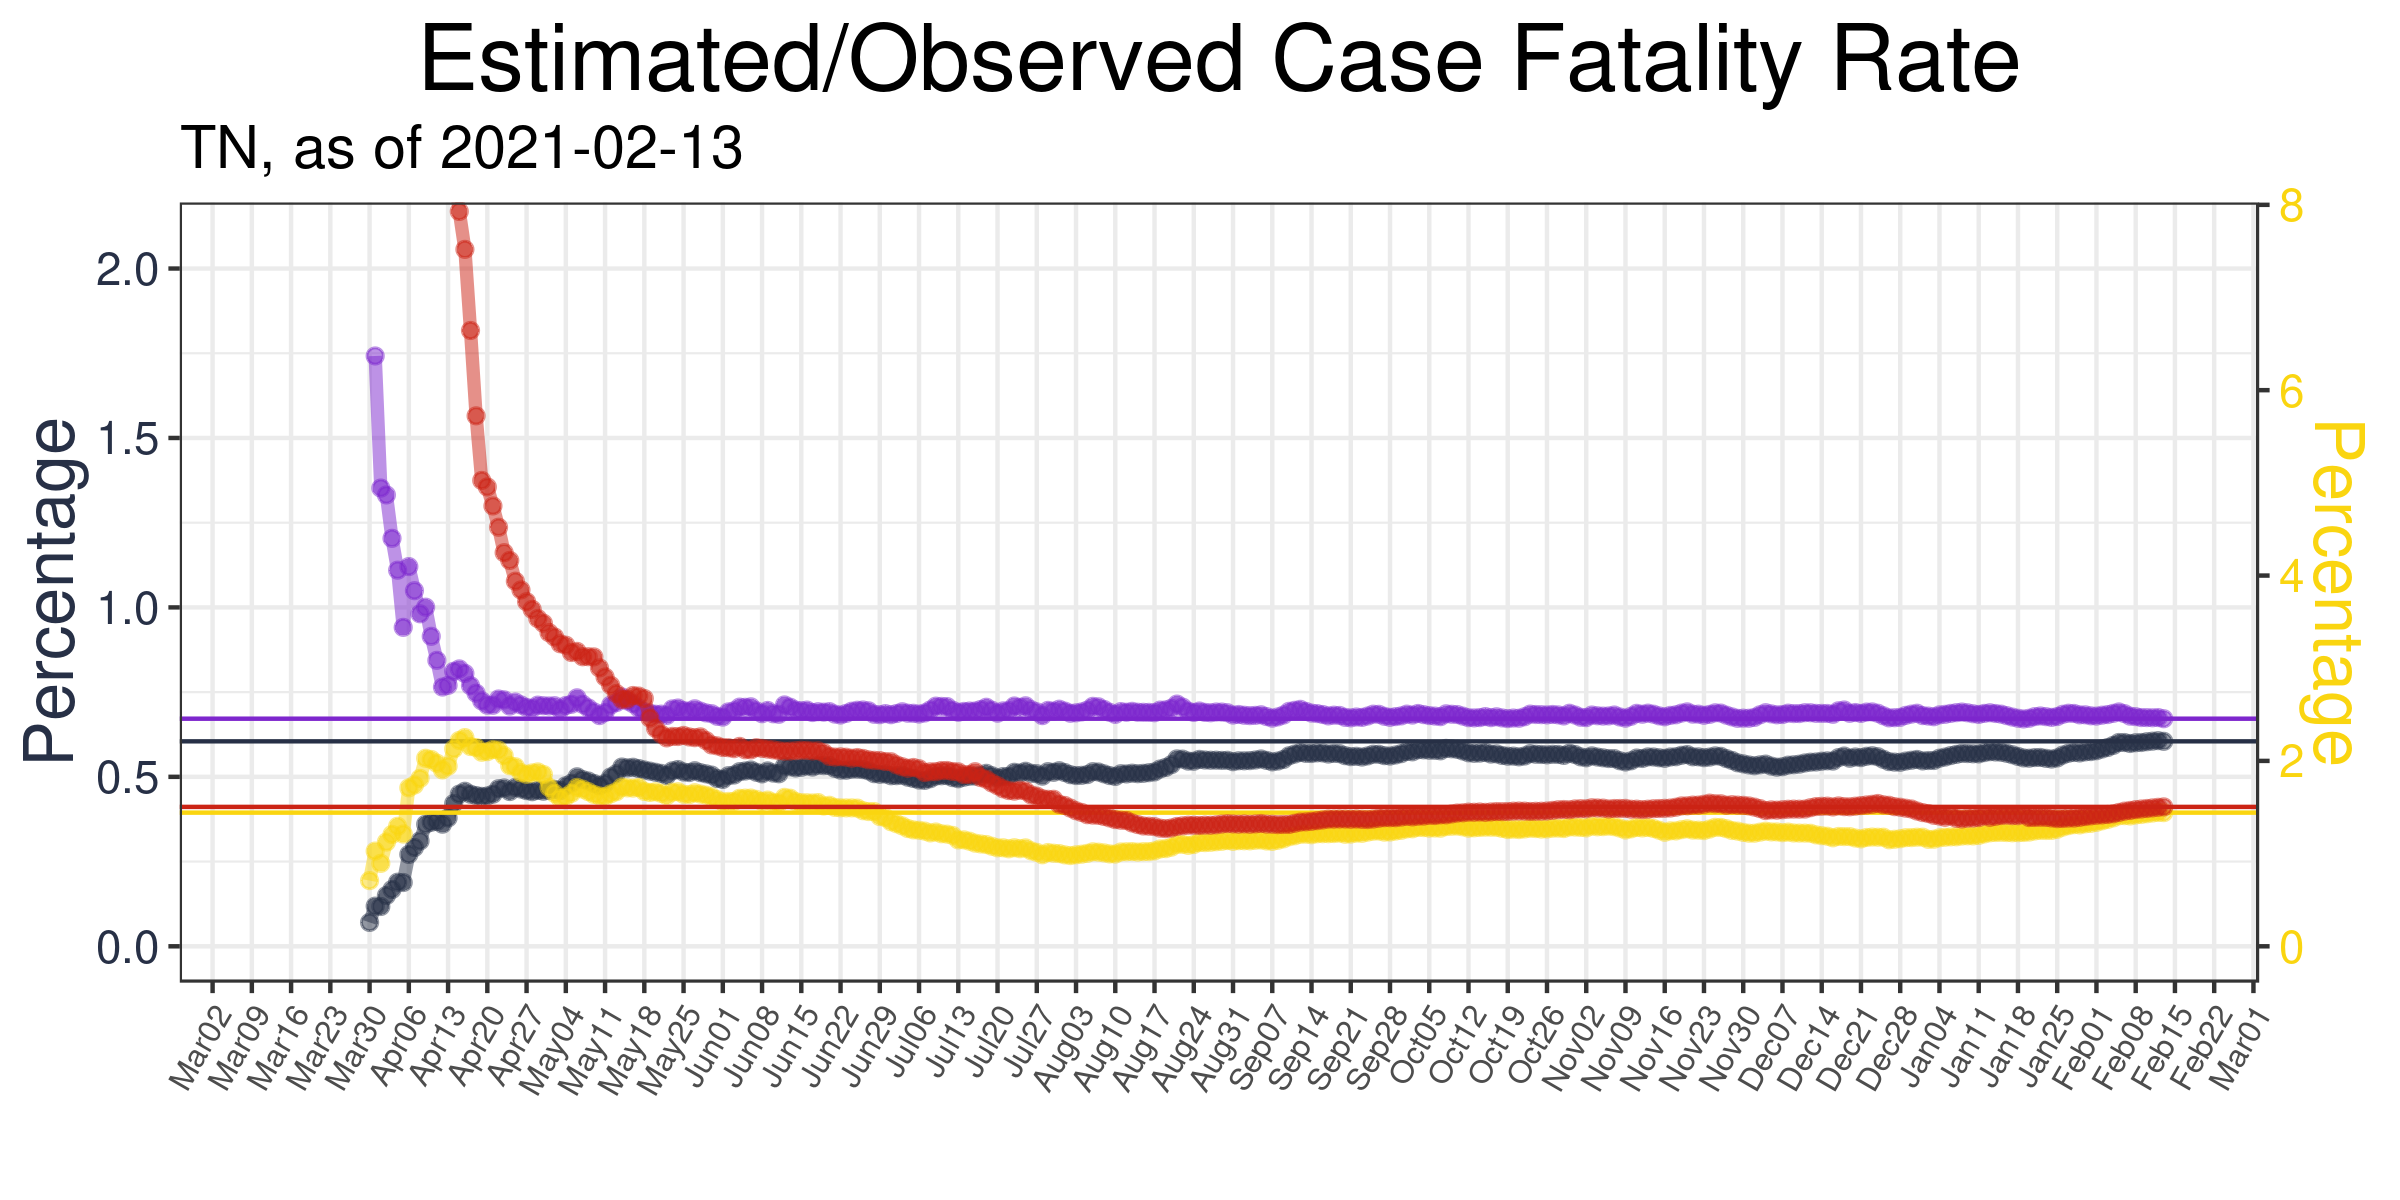 Estimated/Observed Case Fatality Rate
TN, as of 2021-02-13
Percentage
2.0
1.5
1.0
0.5
0.0
8
6
4
2
0
Percentage
Mar02 Mar09 Mar16 Mar23 Mar30 Apr06 Apr13 Apr20 Apr27 May04 May11 May18 May25 Jun01 Jun08 Jun15 Jun22 Jun29 Jul06 Jul13 Jul20 Jul27 Aug03 Aug10 Aug17 Aug24 Aug31 Sep07 Sep14 Sep21 Sep28 Oct05 Oct12 Oct19 Oct26 Nov02 Nov09 Nov16 Nov23 Nov30 Dec07 Dec14 Dec21 Dec28 Jan04 Jan11 Jan18 Jan25 Feb01 Feb08 Feb15 Feb22 Mar01